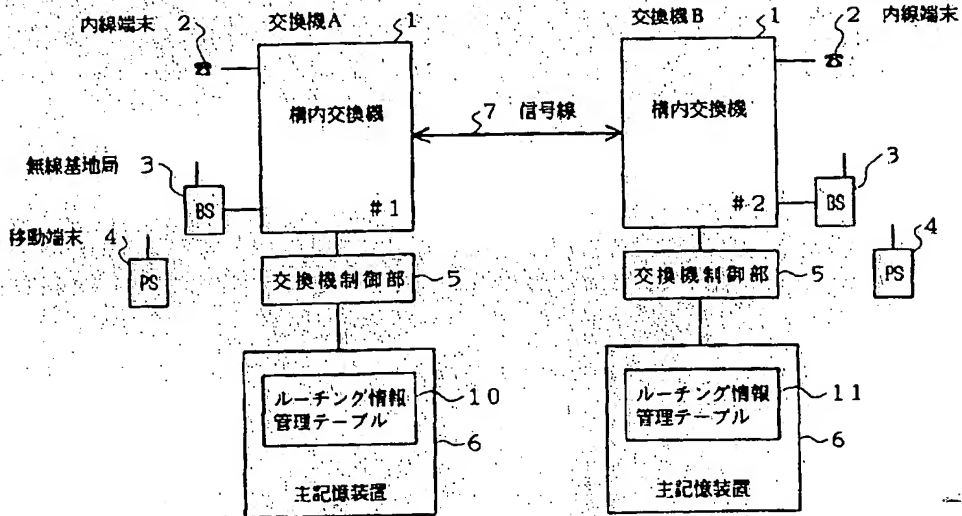 内線端末 2 交換機A 1 交換機B 1 2 内線端末
構内交換機 7 信号線 構内交換機
無線基地局 3 BS #1 #2 BS 3
移動端末 4 PS 交換機制御部 5 交換機制御部 5 PS 4
ルーチング情報 10 ルーチング情報 11
管理テーブル 管理テーブル
6 6
主記憶装置 主記憶装置